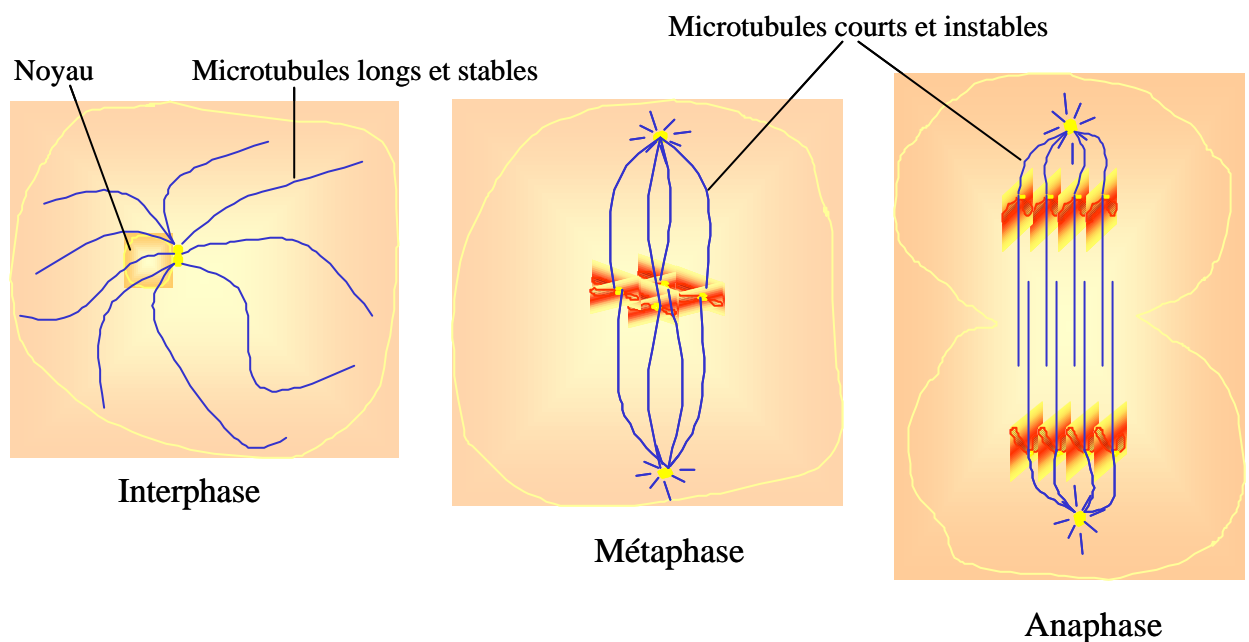 Microtubules courts et instables
Noyau
Microtubules longs et stables
Interphase
Métaphase
Anaphase